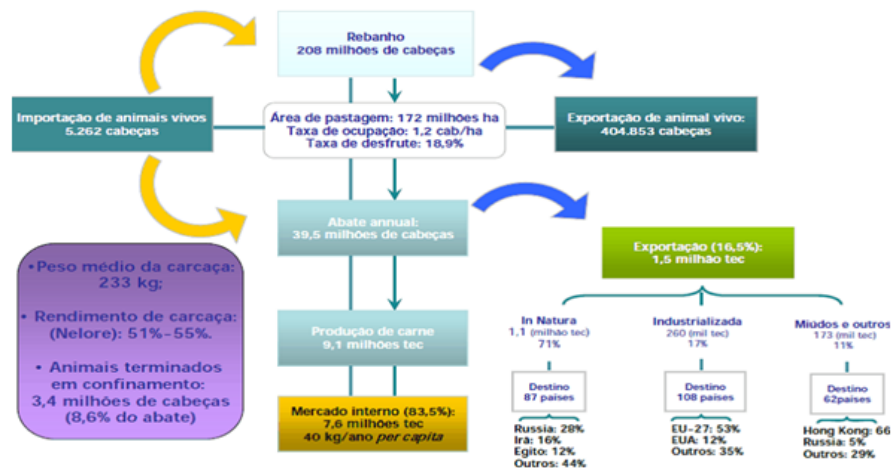 Rebanho
208 milhões de cabeças
Importação de animais vivos
5.262 cabeças
Área de pastagem: 172 milhões ha
Taxa de ocupação: 1,2 cab/ha
Taxa de desfrute: 18,9%
Exportação de animal vivo:
404.853 cabeças
Abate annual:
39,5 milhões de cabeças
•Peso médio da carcaça:
233 kg;
• Rendimento de carcaça:
(Nelore): 51%-55%.
• Animais terminados
em confinamento:
3,4 milhões de cabeças
(8,6% do abate)
Exportação (16,5%):
1,5 milhão tec
Produção de carne
9,1 milhões tec
Mercado interno (83,5%):
7,6 milhões tec
40 kg/ano per capita
In Natura
1,1 (milhão tec)
71%
Destino
87 países
Russia: 28%
Irã: 16%
Egito: 12%
Outros: 44%
Industrializada
260 (mil tec)
17%
Destino
108 países
EU-27: 53%
EUA: 12%
Outros: 35%
Miúdos e outros
173 (mil tec)
11%
Destino
62países
Hong Kong: 66
Russia: 5%
Outros: 29%